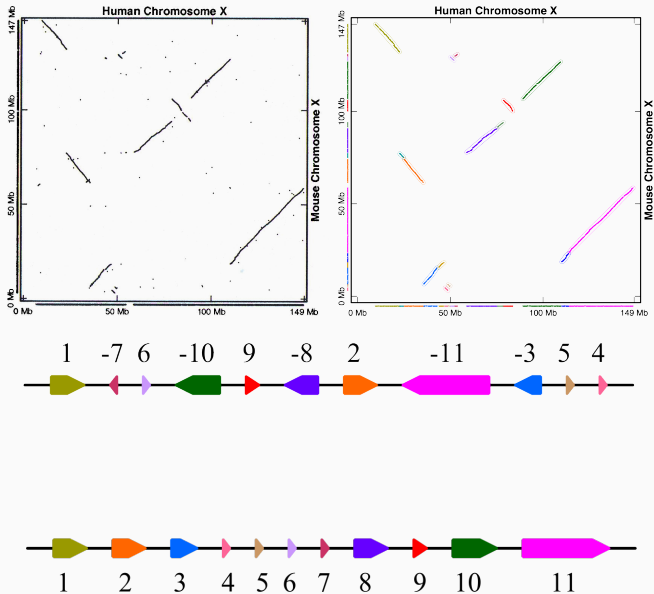 Human Chromosome X
147 Mb
100 Mb
50 Mb
0 Mb
Mouse Chromosome X
0 Mb 50 Mb 100 Mb 149 Mb
Human Chromosome X
147 Mb
100 Mb
50 Mb
0 Mb
Mouse Chromosome X
0 Mb 50 Mb 100 Mb 149 Mb
1 -7 6 -10 9 -8 2 -11 -3 5 4
1 2 3 4 5 6 7 8 9 10 11